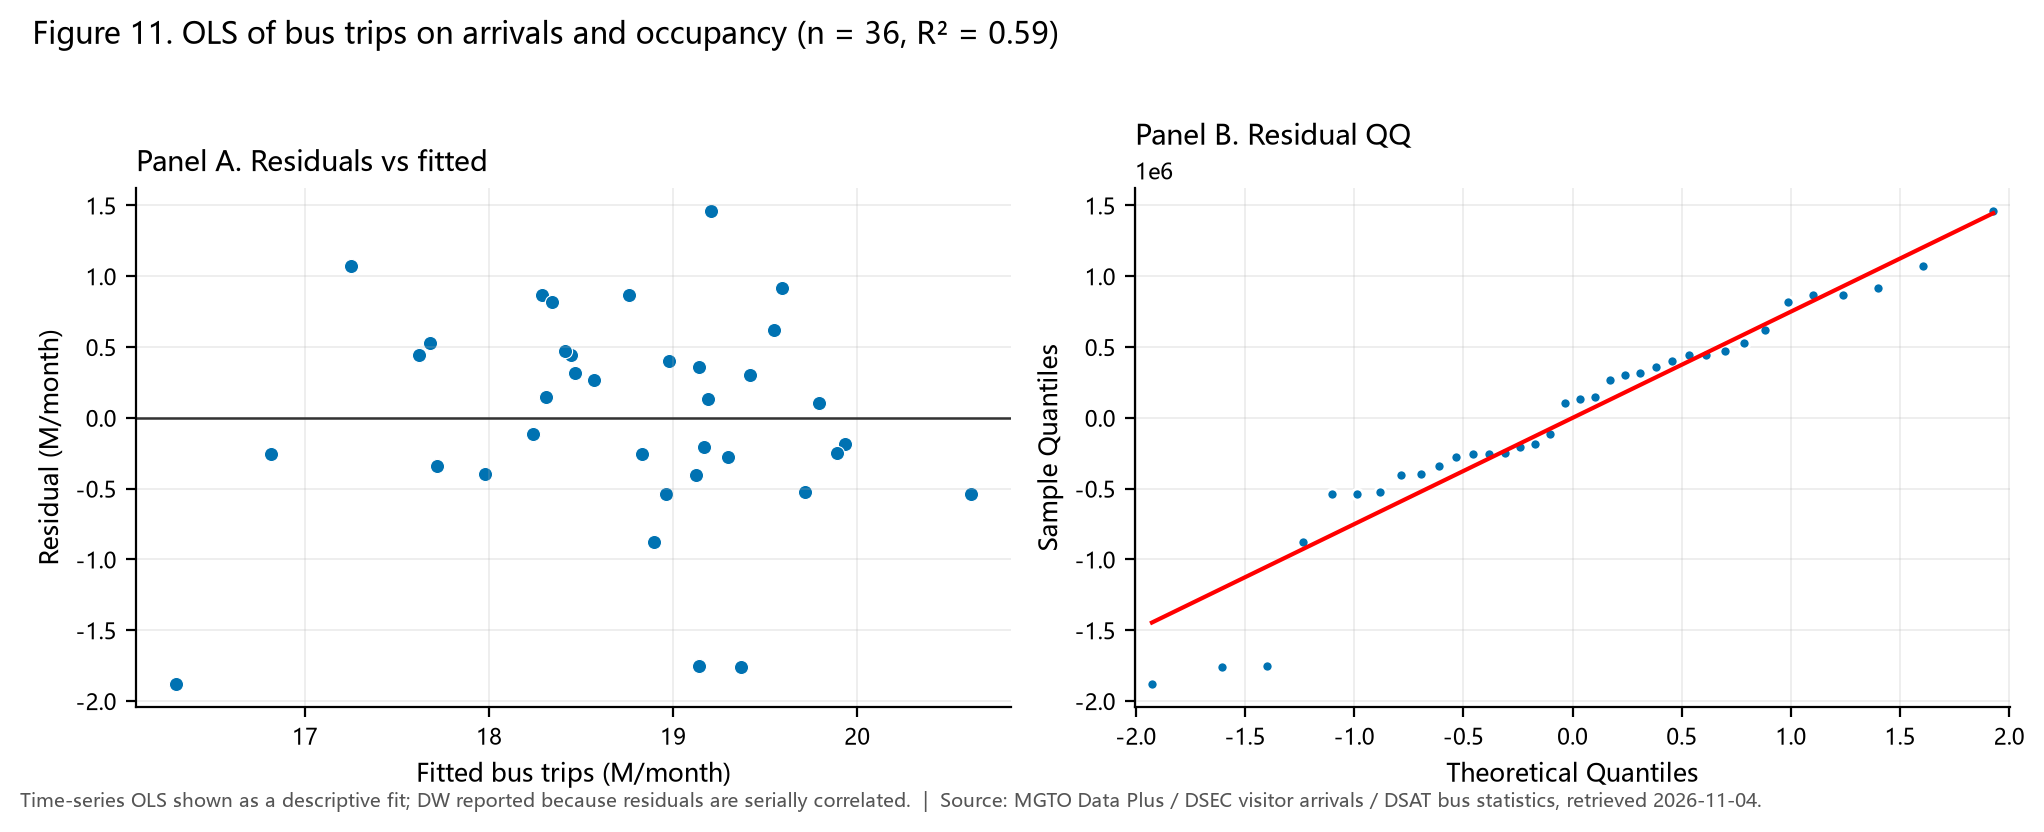 Figure 11. OLS of bus trips on arrivals and occupancy (n = 36, R² = 0.59)
Panel A. Residuals vs fitted
Residual (M/month)
1.5
1.0
0.5
0.0
-0.5
-1.0
-1.5
-2.0
17 18 19 20
Fitted bus trips (M/month)
Panel B. Residual QQ
1e6
Sample Quantiles
1.5
1.0
0.5
0.0
-0.5
-1.0
-1.5
-2.0
-2.0 -1.5 -1.0 -0.5 0.0 0.5 1.0 1.5 2.0
Theoretical Quantiles
Time-series OLS shown as a descriptive fit; DW reported because residuals are serially correlated. | Source: MGTO Data Plus / DSEC visitor arrivals / DSAT bus statistics, retrieved 2026-11-04.